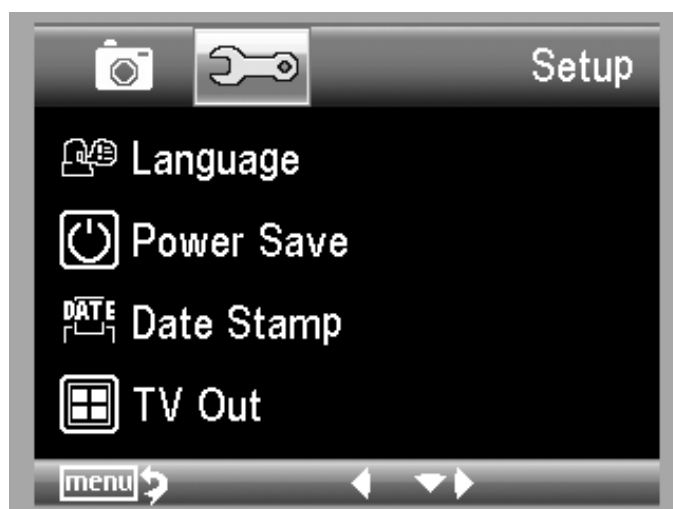 Setup
Language
Power Save
DATE Date Stamp
TV Out
menu